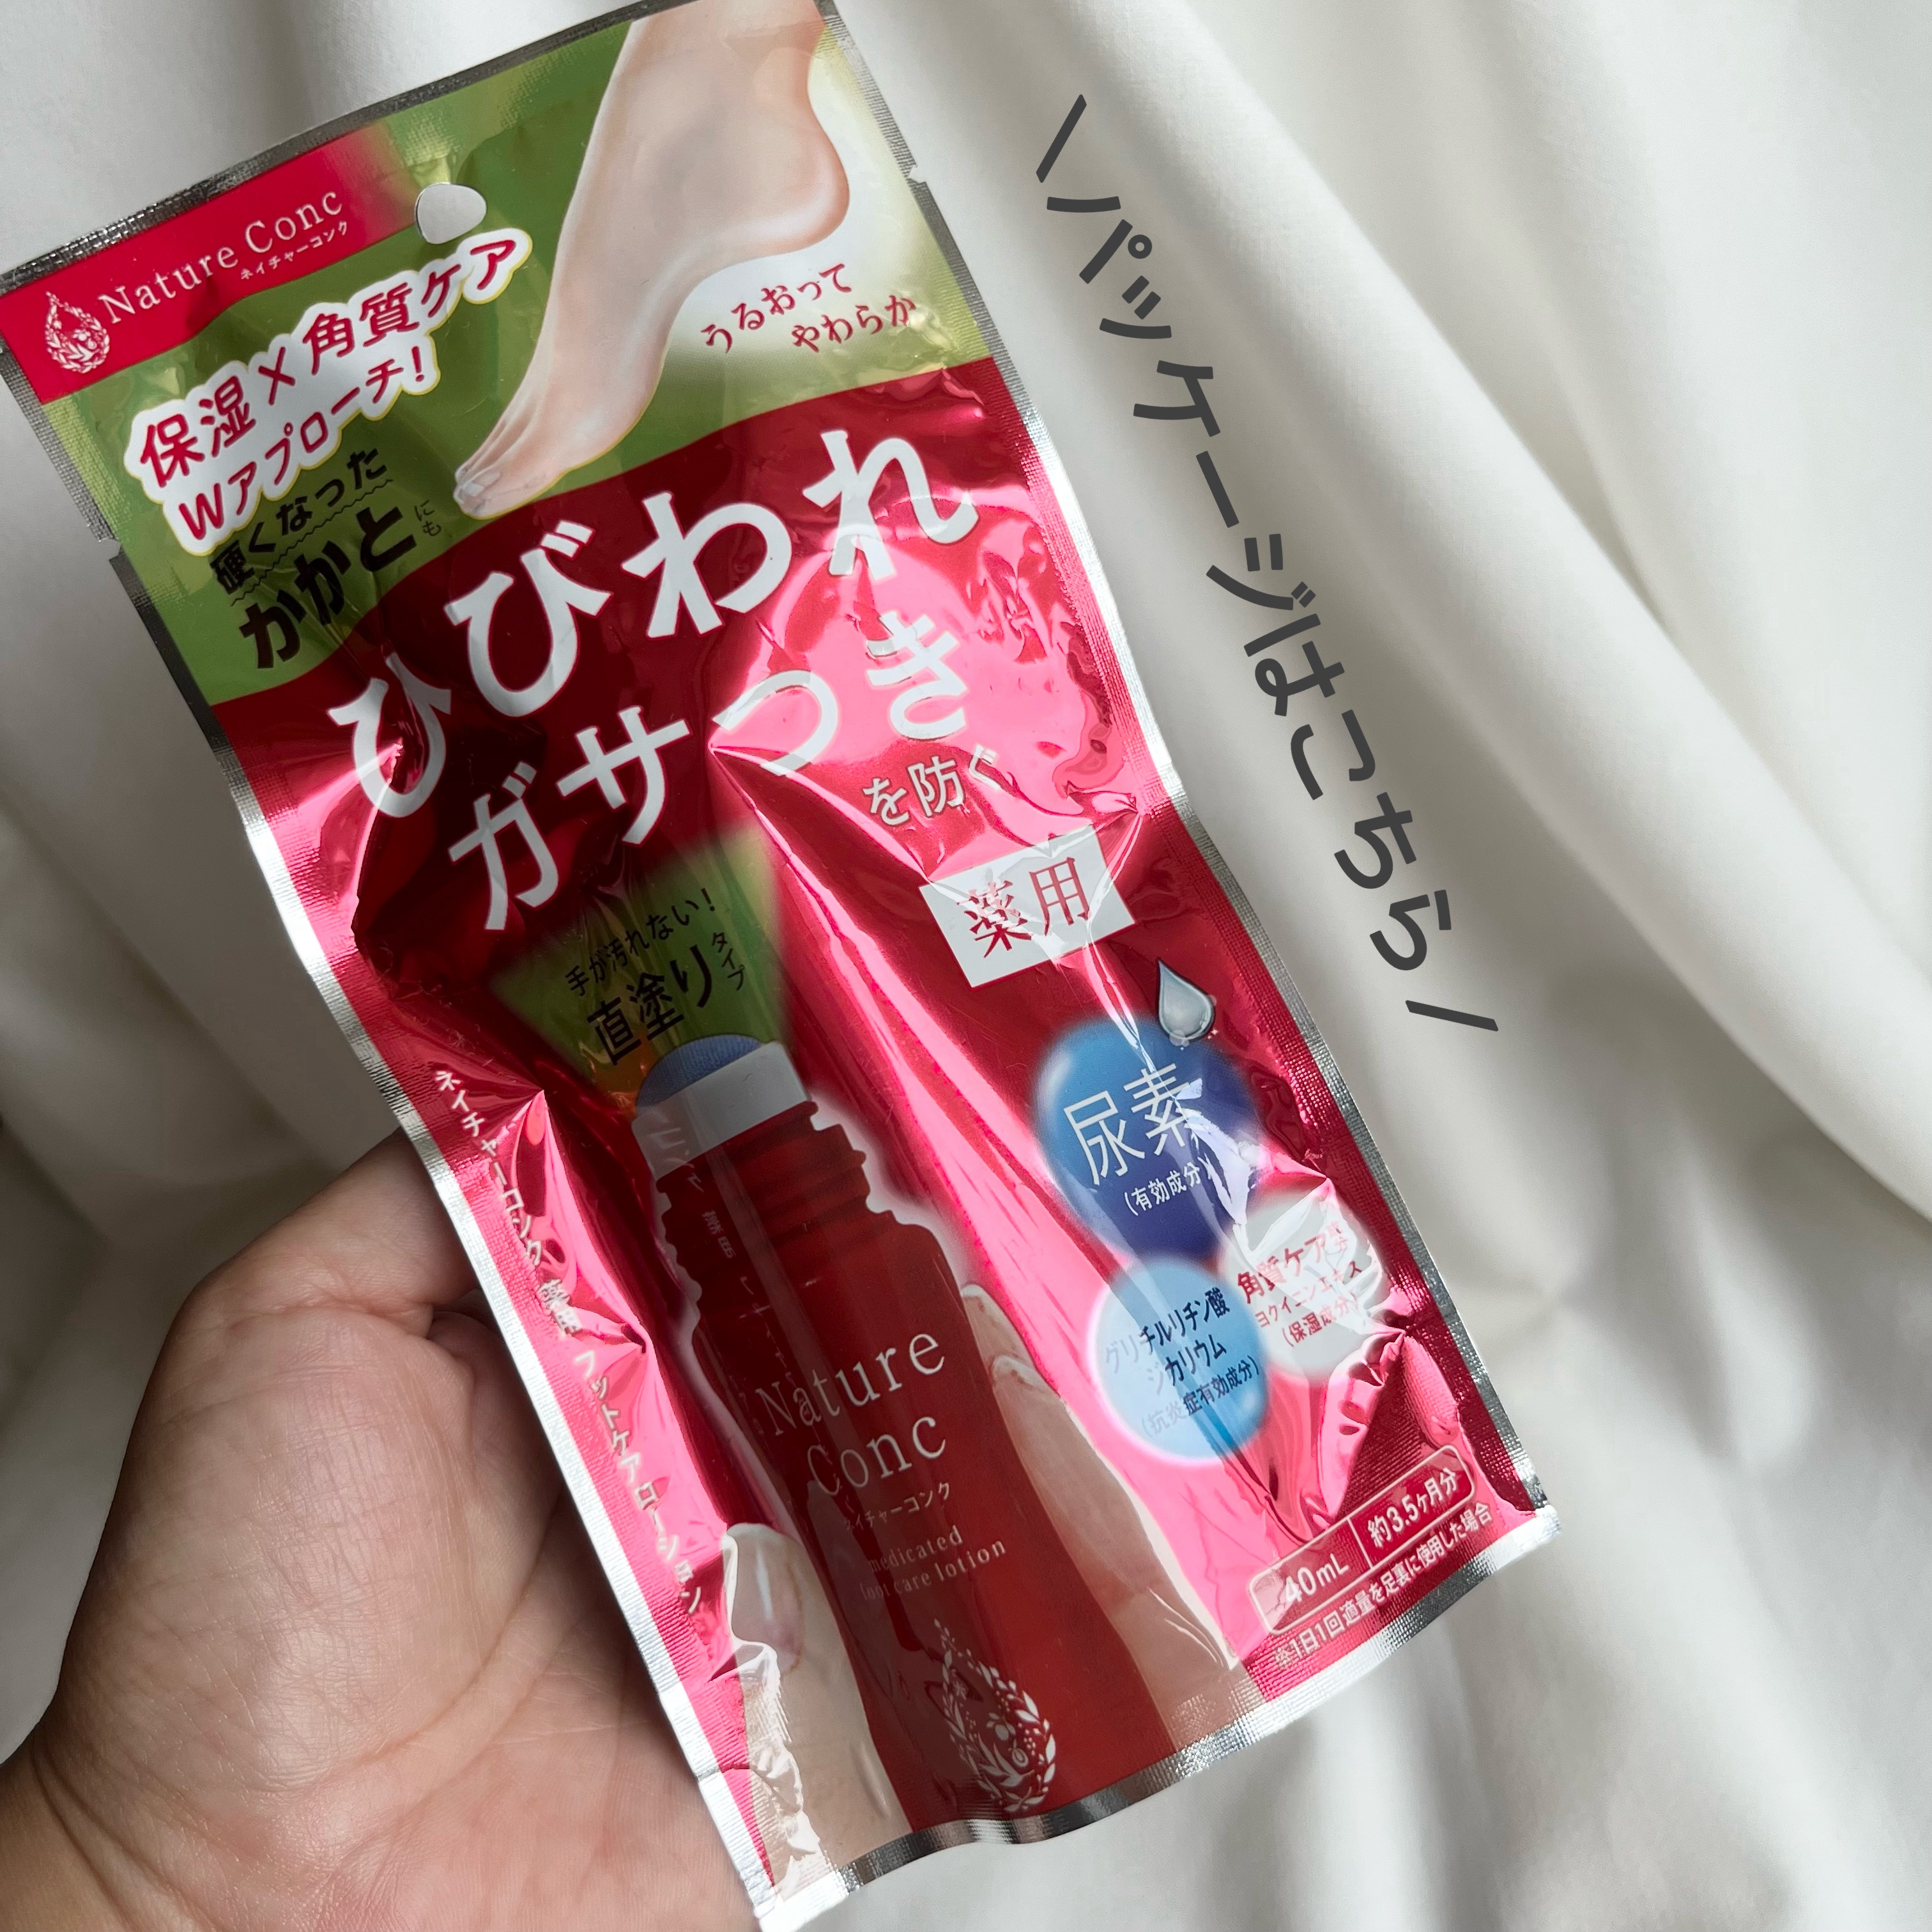 Nature Conc
ネイチャーコンク
保湿×角質ケア
Wアプローチ!
硬くなった
かかとにも
うるおって
やわらか
ひびわれ
ガサつき
を防ぐ
薬用
手が汚れない!
直塗りタイプ
尿素
(有効成分)
角質ケア
ヨクイニンエキス
(保湿成分)
グリチルリチン酸
ジカリウム
(抗炎症有効成分)
ネイチャーコンク 薬用 フットケアローション
Nature
Conc
ネイチャーコンク
medicated
foot care lotion
40mL 約3.5ヶ月分
※1日1回適量を足裏に使用した場合
\パッケージはこちら/